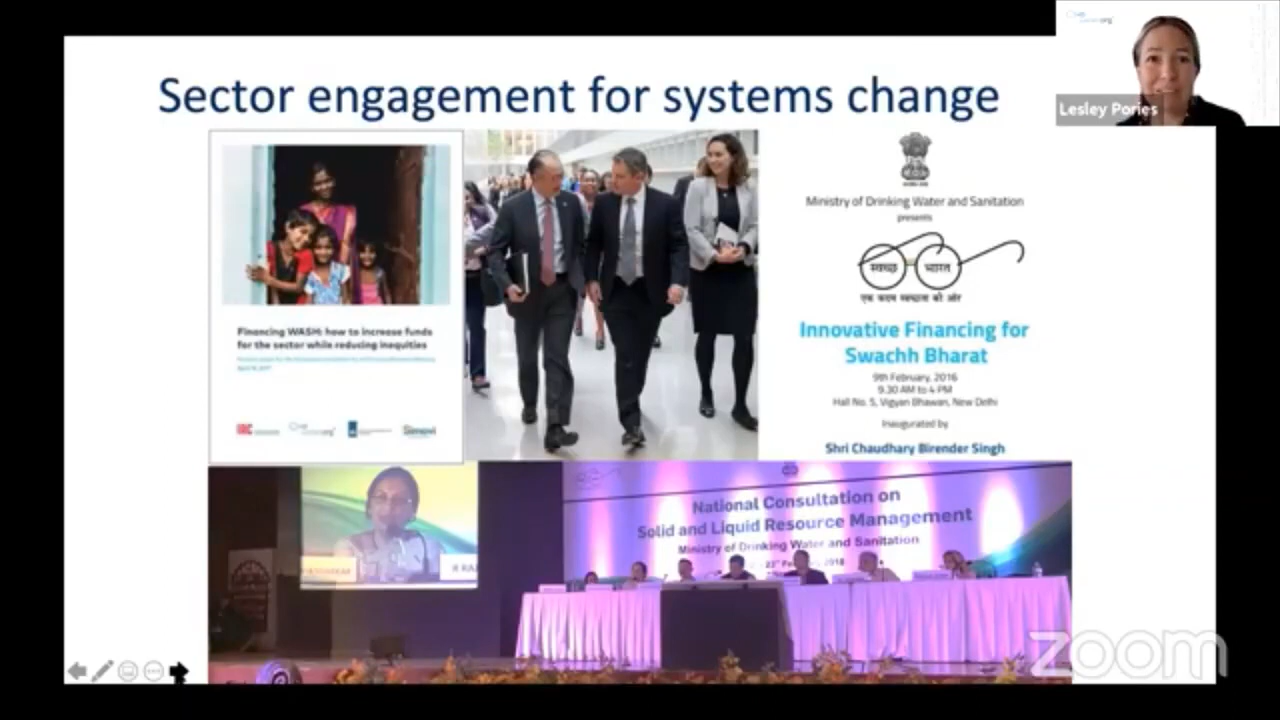 Sector engagement for systems change
Lesley Pories
Financing WASH: how to increase funds
for the sector while reducing inequities
April 19, 2017
IRC
Simavi
Ministry of Drinking Water and Sanitation
presents
स्वच्छ भारत
एक कदम स्वच्छता की ओर
Innovative Financing for
Swachh Bharat
9th February, 2016
9.30 AM to 4 PM
Hall No. 5, Vigyan Bhawan, New Delhi
Inaugurated by
Shri Chaudhary Birender Singh
National Consultation on
Solid and Liquid Resource Management
Ministry of Drinking Water and Sanitation
2018
zoom